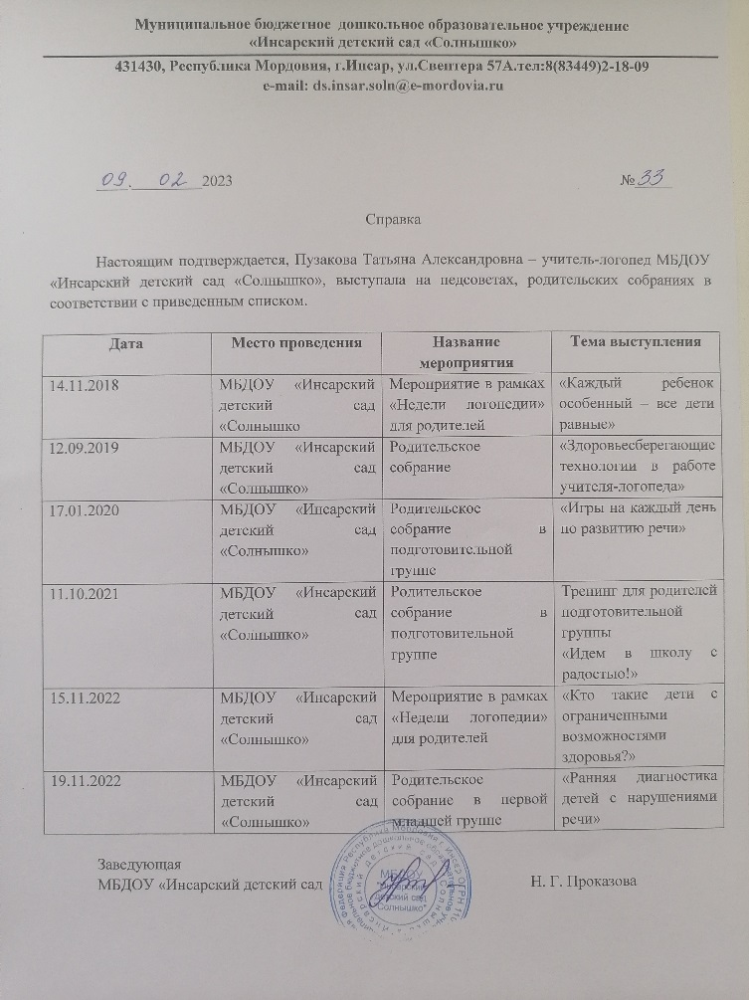 Муниципальное бюджетное дошкольное образовательное учреждение
«Инсарский детский сад «Солнышко»
431430, Республика Мордовия, г.Инсар, ул.Свентера 57А.тел:8(83449)2-18-09
e-mail: ds.insar.soln@e-mordovia.ru
09. 02 2023 №33
Справка
Настоящим подтверждается, Пузакова Татьяна Александровна – учитель-логопед МБДОУ
«Инсарский детский сад «Солнышко», выступала на педсоветах, родительских собраниях в
соответствии с приведенным списком.
Дата
Место проведения
Название
мероприятия
Тема выступления
14.11.2018
МБДОУ «Инсарский
детский сад
«Солнышко
Мероприятие в рамках
«Недели логопедии»
для родителей
«Каждый ребенок
особенный – все дети
равные»
12.09.2019
МБДОУ «Инсарский
детский сад
«Солнышко»
Родительское
собрание
«Здоровьесберегающие
технологии в работе
учителя-логопеда»
17.01.2020
МБДОУ «Инсарский
детский сад
«Солнышко»
Родительское
собрание в
подготовительной
группе
«Игры на каждый день
по развитию речи»
11.10.2021
МБДОУ «Инсарский
детский сад
«Солнышко»
Родительское
собрание в
подготовительной
группе
Тренинг для родителей
подготовительной
группы
«Идем в школу с
радостью!»
15.11.2022
МБДОУ «Инсарский
детский сад
«Солнышко»
Мероприятие в рамках
«Недели логопедии»
для родителей
«Кто такие дети с
ограниченными
возможностями
здоровья?»
19.11.2022
МБДОУ «Инсарский
детский сад
«Солнышко»
Родительское
собрание в первой
младшей группе
«Ранняя диагностика
детей с нарушениями
речи»
Заведующая
МБДОУ «Инсарский детский сад Н. Г. Проказова
МБДОУ
"Инсарский
детский сад
"Солнышко"